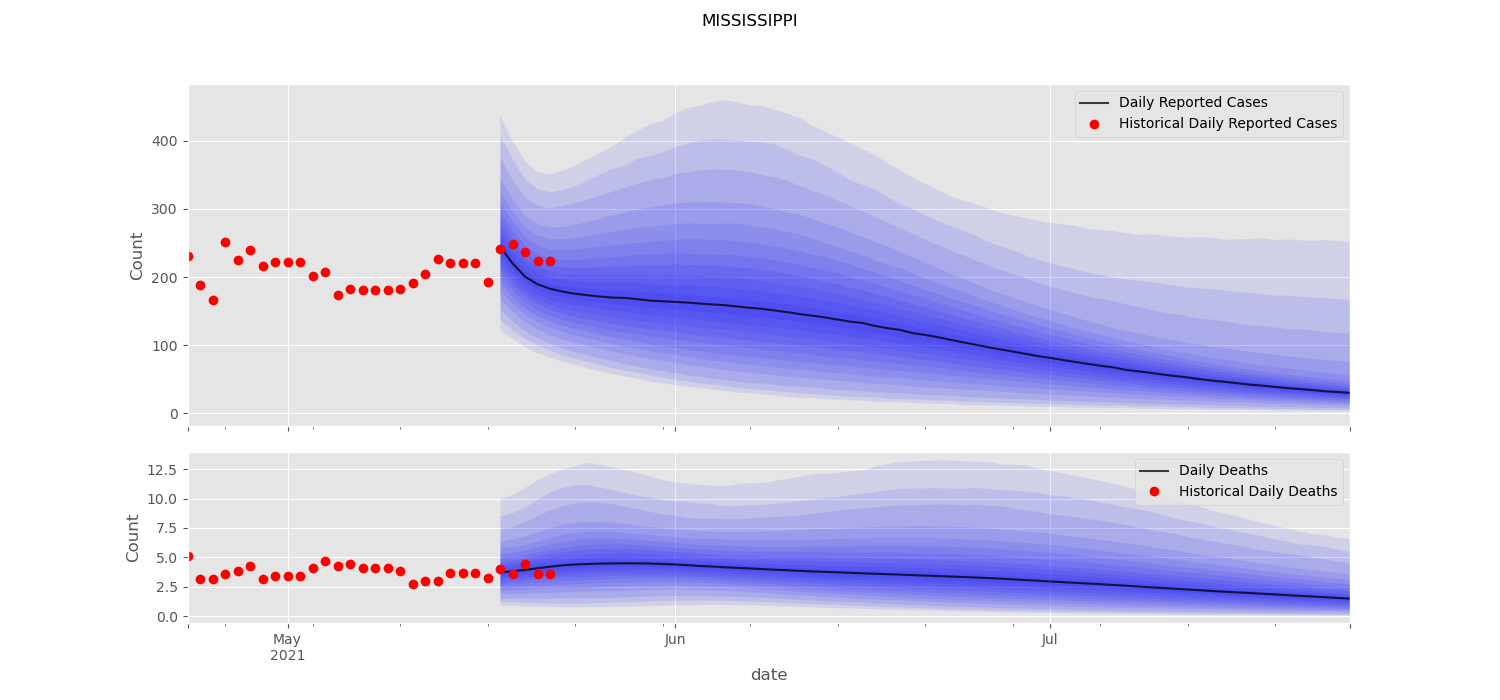 MISSISSIPPI
Daily Reported Cases
Historical Daily Reported Cases
Count
400
300
200
100
0
Daily Deaths
Historical Daily Deaths
Count
12.5
10.0
7.5
5.0
2.5
0.0
May
2021
Jun
Jul
date